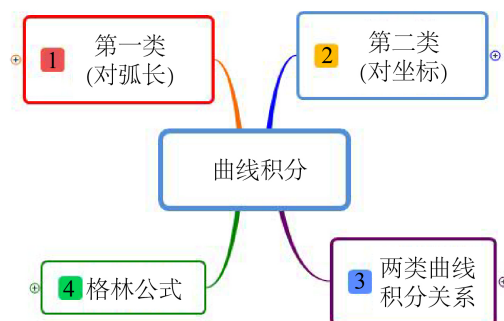 1 第一类
(对弧长)
2 第二类
(对坐标)
曲线积分
4 格林公式
3 两类曲线
积分关系